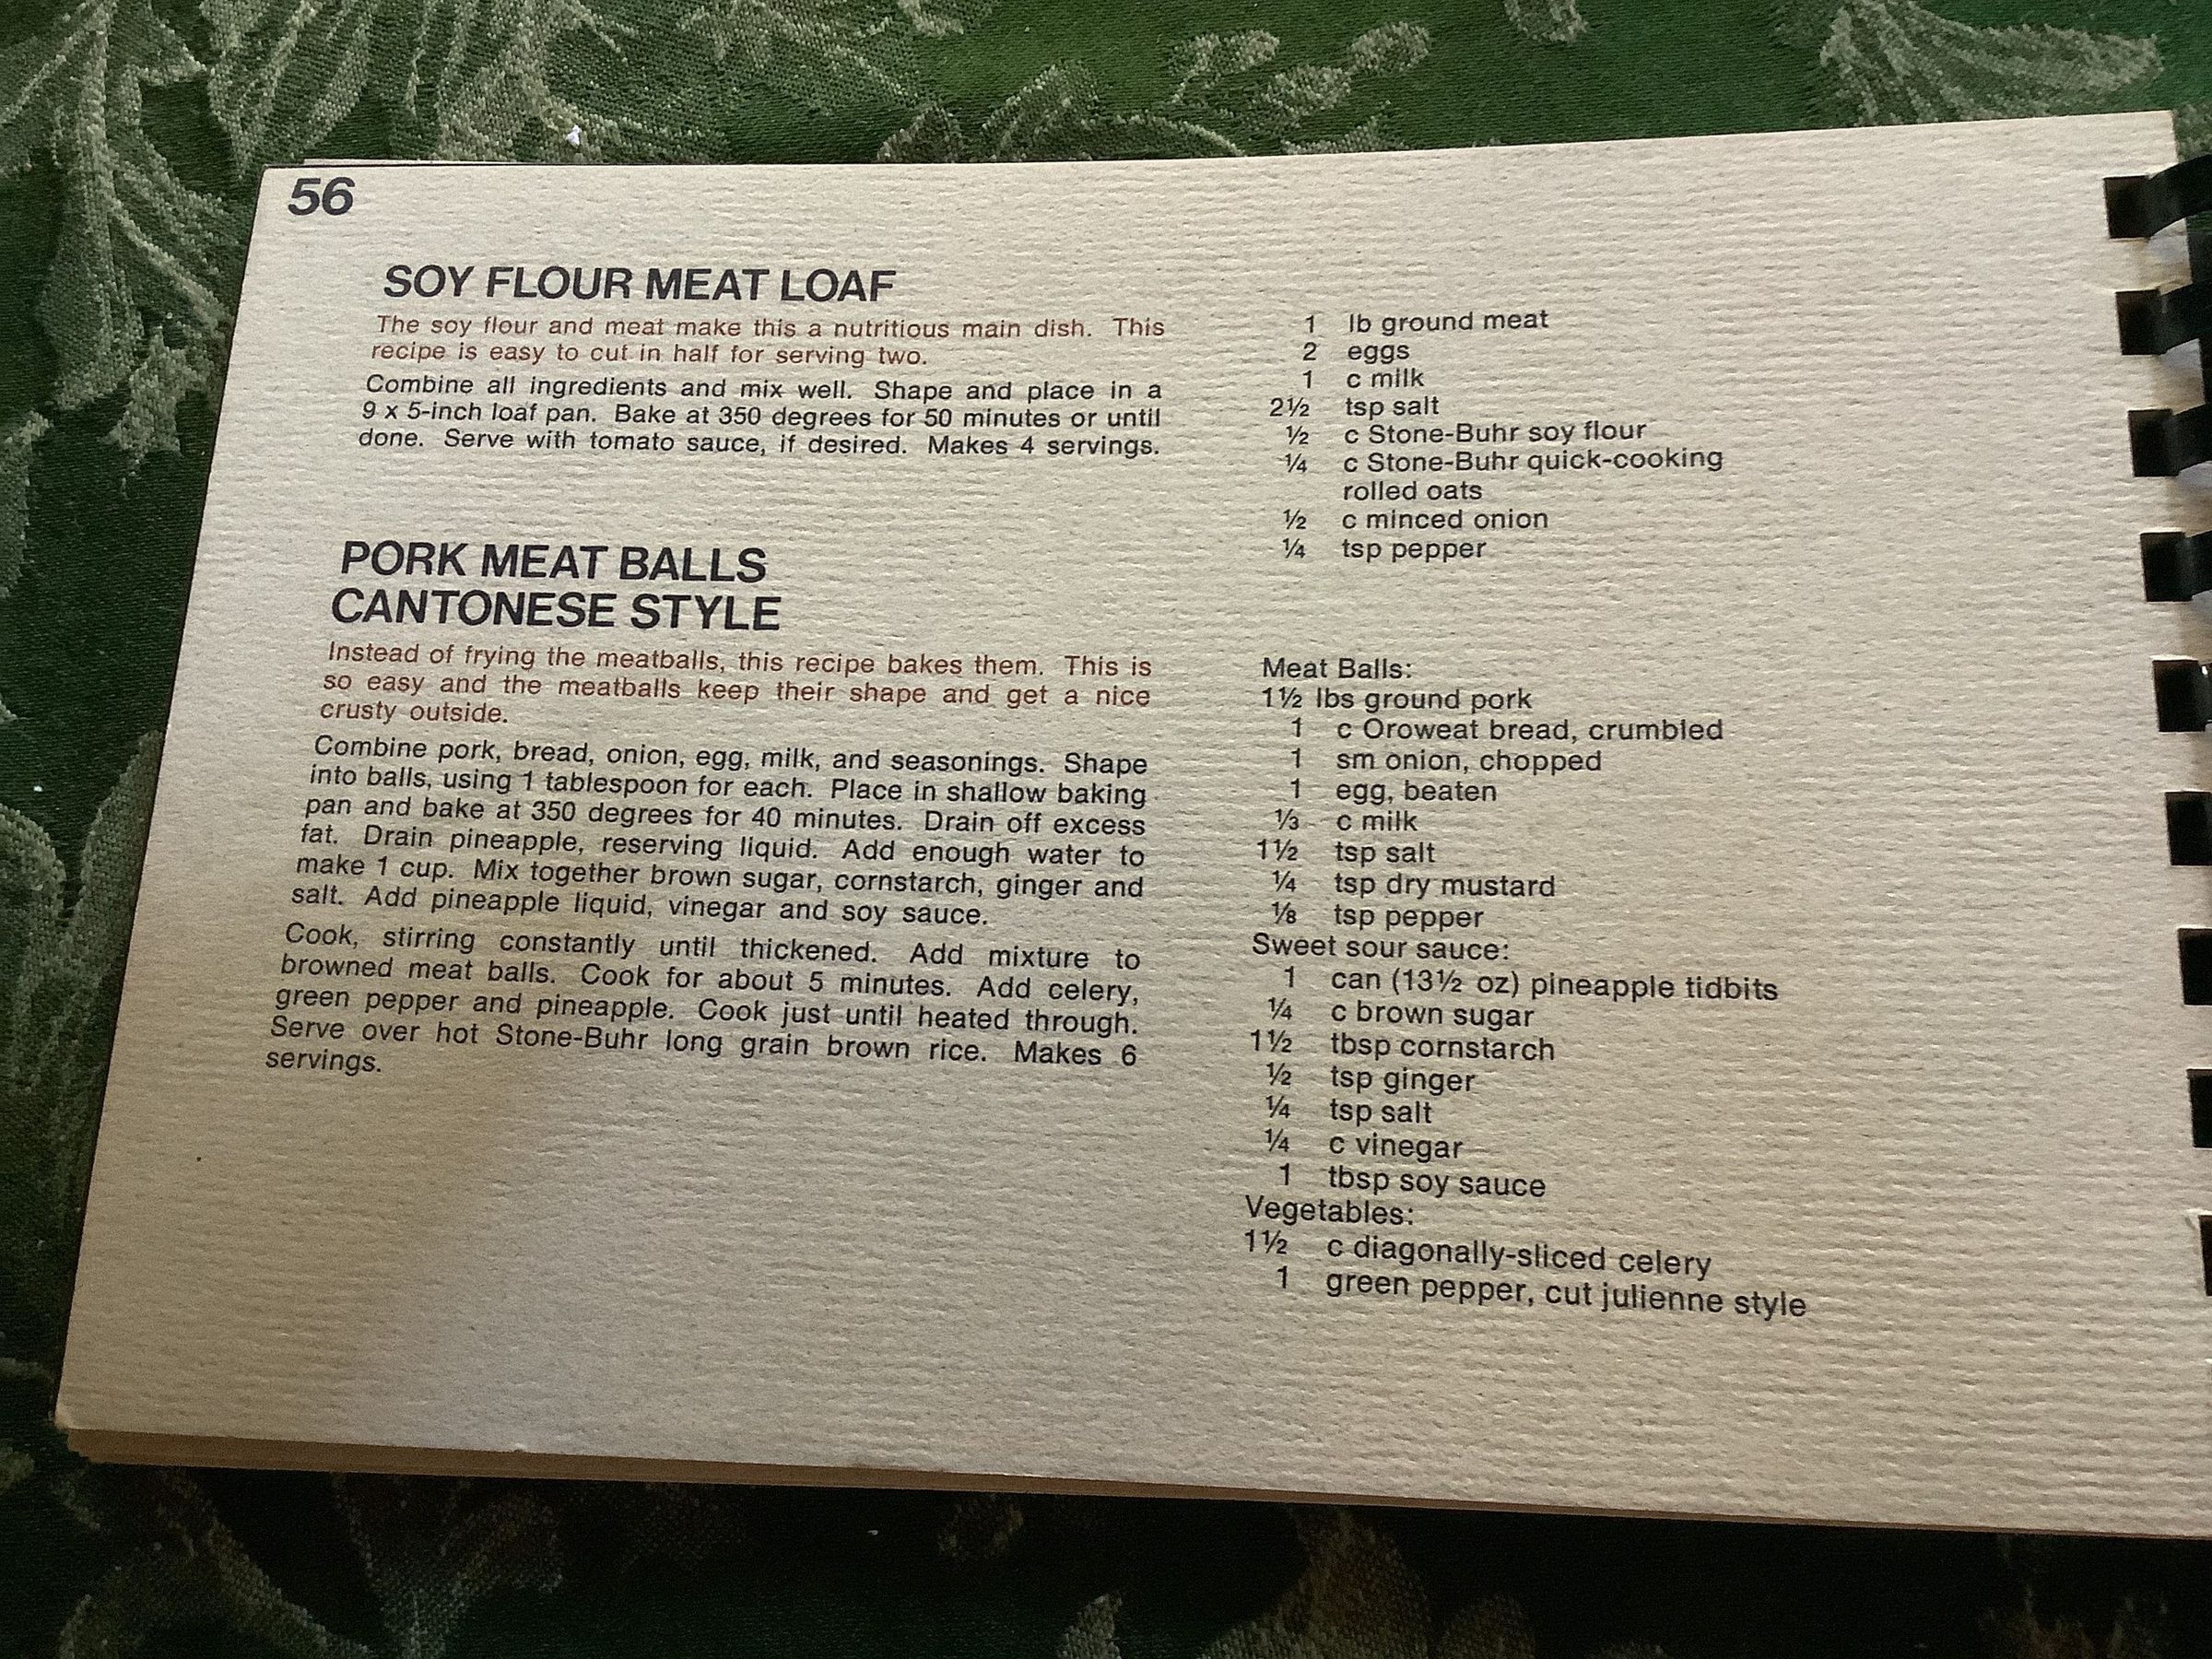 56
SOY FLOUR MEAT LOAF
The soy flour and meat make this a nutritious main dish. This
recipe is easy to cut in half for serving two.
Combine all ingredients and mix well. Shape and place in a
9 x 5-inch loaf pan. Bake at 350 degrees for 50 minutes or until
done. Serve with tomato sauce, if desired. Makes 4 servings.
1 lb ground meat
2 eggs
1 c milk
2½ tsp salt
½ c Stone-Buhr soy flour
¼ c Stone-Buhr quick-cooking
rolled oats
½ c minced onion
¼ tsp pepper
PORK MEAT BALLS
CANTONESE STYLE
Instead of frying the meatballs, this recipe bakes them. This is
so easy and the meatballs keep their shape and get a nice
crusty outside.
Combine pork, bread, onion, egg, milk, and seasonings. Shape
into balls, using 1 tablespoon for each. Place in shallow baking
pan and bake at 350 degrees for 40 minutes. Drain off excess
fat. Drain pineapple, reserving liquid. Add enough water to
make 1 cup. Mix together brown sugar, cornstarch, ginger and
salt. Add pineapple liquid, vinegar and soy sauce.
Cook, stirring constantly until thickened. Add mixture to
browned meat balls. Cook for about 5 minutes. Add celery,
green pepper and pineapple. Cook just until heated through.
Serve over hot Stone-Buhr long grain brown rice. Makes 6
servings.
Meat Balls:
1½ lbs ground pork
1 c Oroweat bread, crumbled
1 sm onion, chopped
1 egg, beaten
⅓ c milk
1½ tsp salt
¼ tsp dry mustard
⅛ tsp pepper
Sweet sour sauce:
1 can (13½ oz) pineapple tidbits
¼ c brown sugar
1½ tbsp cornstarch
½ tsp ginger
¼ tsp salt
¼ c vinegar
1 tbsp soy sauce
Vegetables:
1½ c diagonally-sliced celery
1 green pepper, cut julienne style